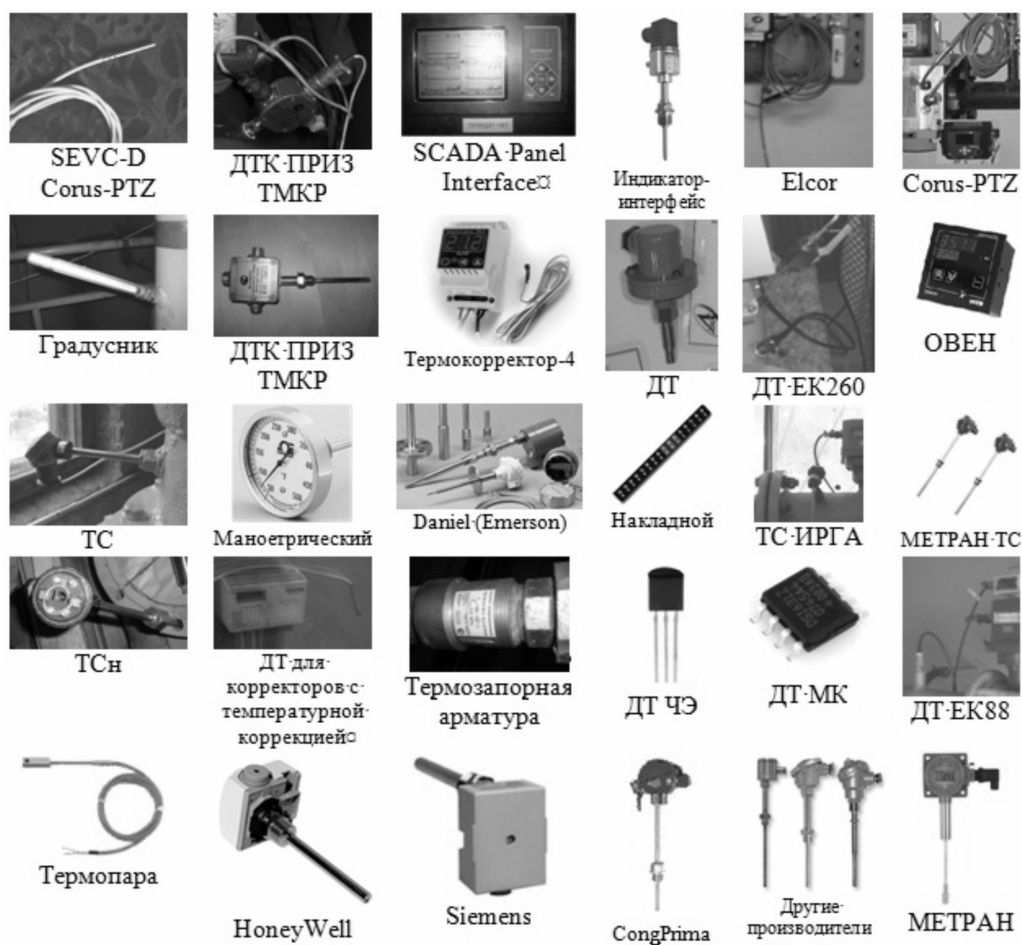 SEVC-D
Corus-PTZ
ДТК·ПРИЗ
ТМКР
SCADA·Panel
Interface¤
Индикатор-
интерфейс
Elcor
Corus-PTZ
Градусник
ДТК·ПРИЗ
ТМКР
Термокорректор-4
ДТ
ДТ·ЕК260
ОВЕН
ТС
Маноетрический
Daniel·(Emerson)
Накладной
ТС·ИРГА
МЕТРАН·ТС
ТСн
ДТ·для·
корректоров·с·
температурной·
коррекцией¤
Термозапорная
арматура
ДТ ЧЭ
ДТ·МК
ДТ·ЕК88
Термопара
HoneyWell
Siemens
CongPrima
Другие·
производители
МЕТРАН